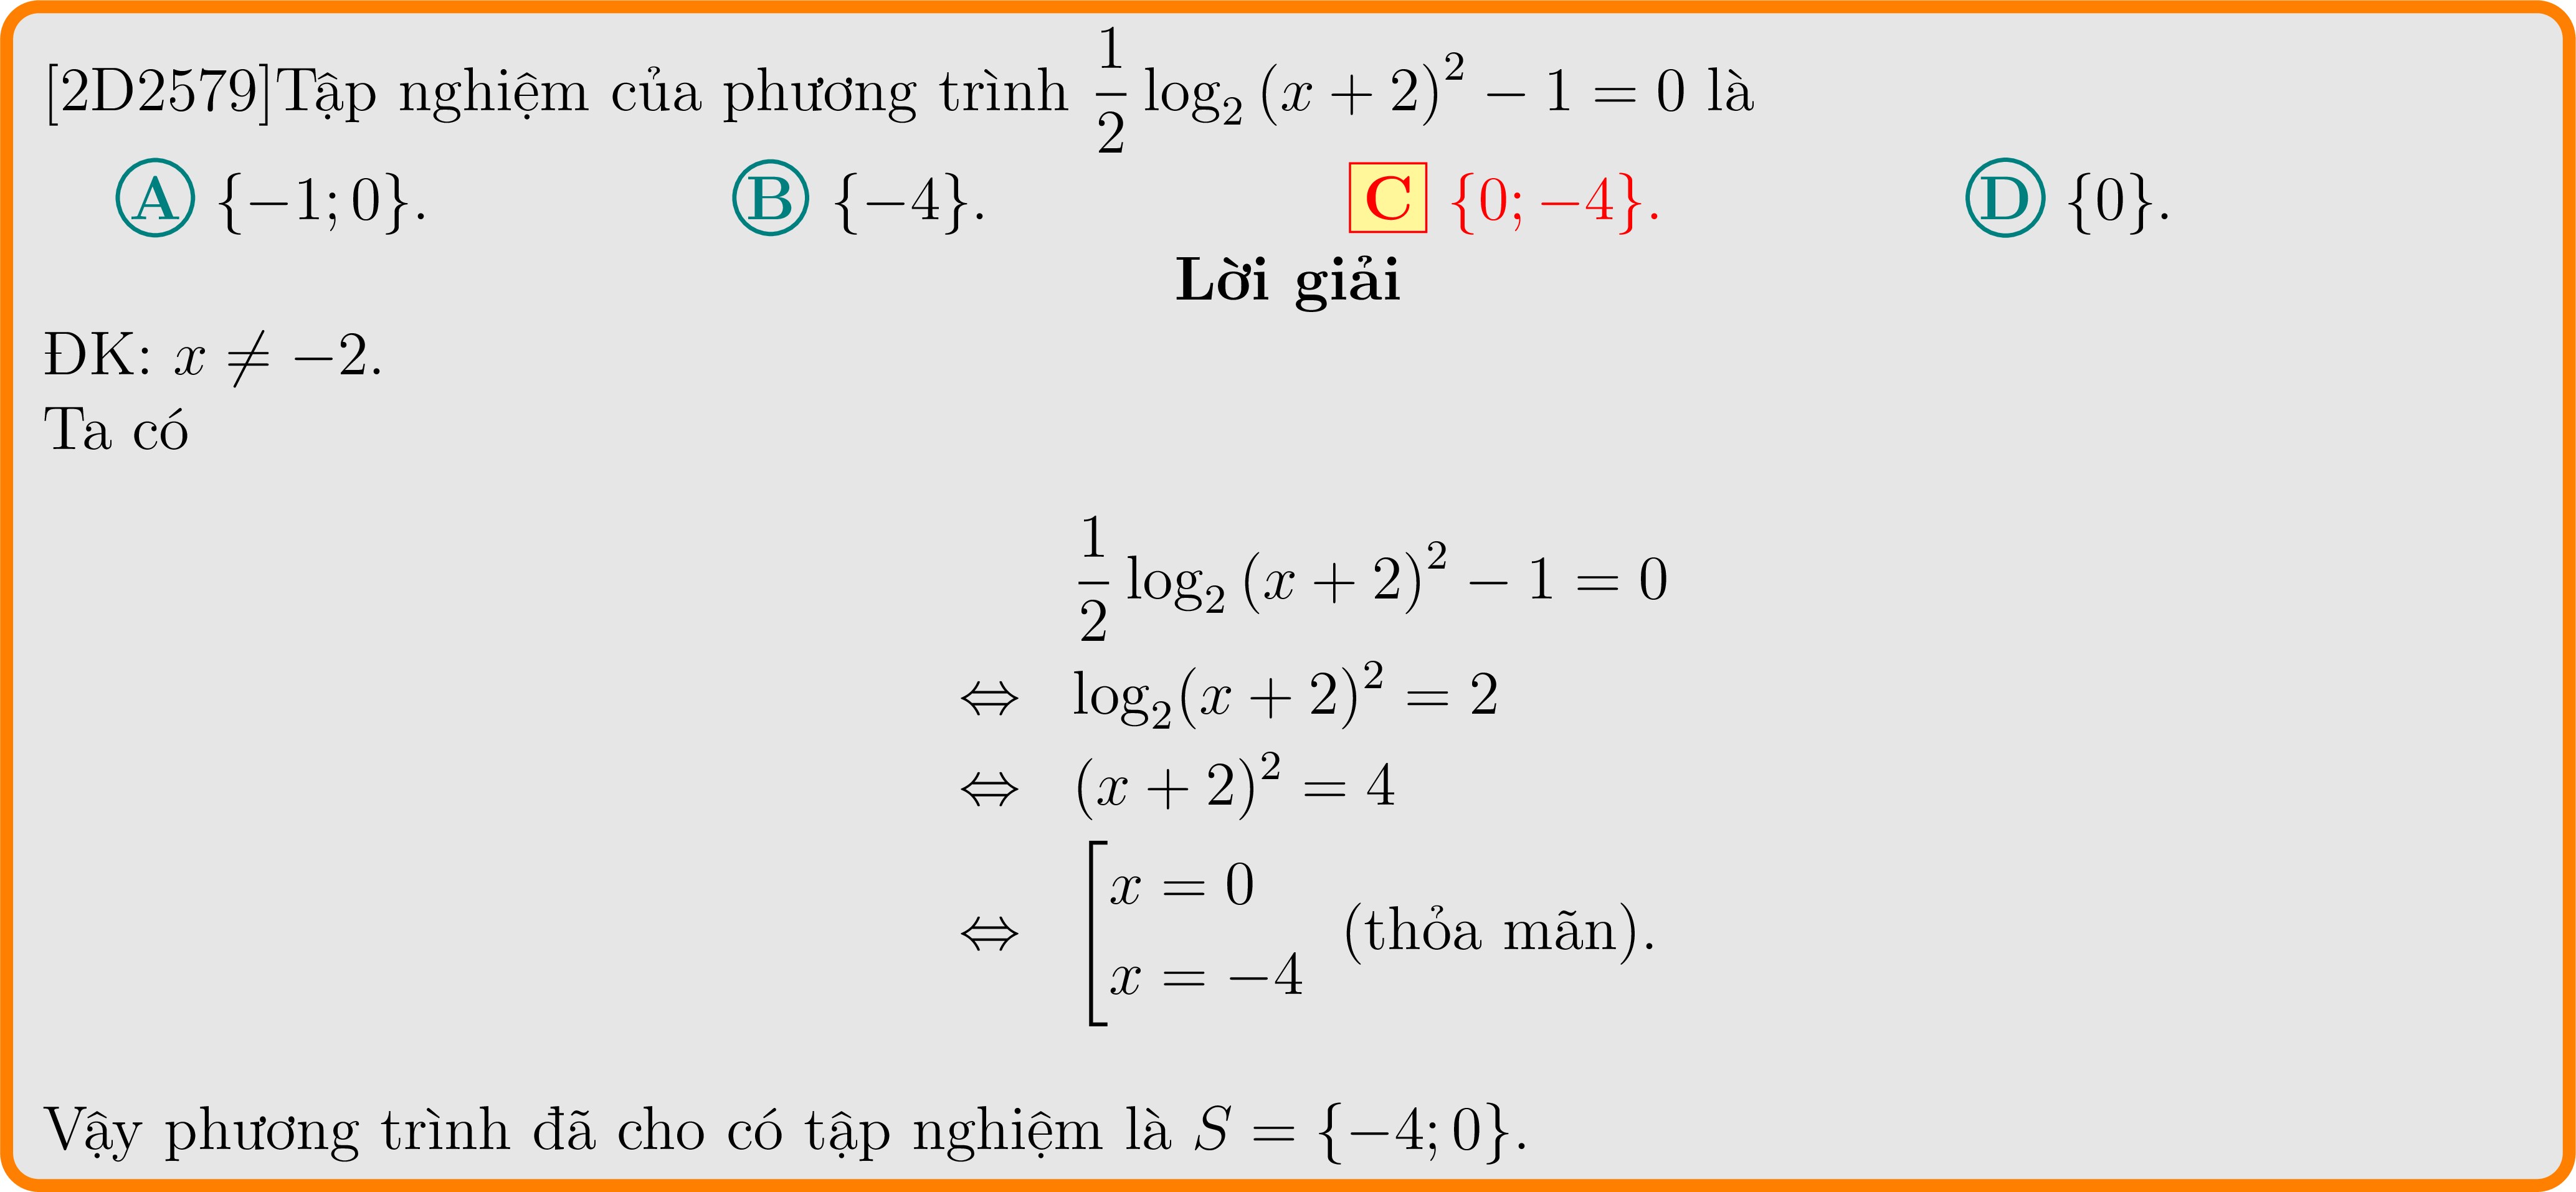 [2D2579]Tập nghiệm của phương trình $\dfrac{1}{2}\log_2 (x+2)^2 - 1 = 0$ là
A {−1; 0}. B {−4}. C {0; −4}. D {0}.
Lời giải
ĐK: $x \neq -2$.
Ta có
$\dfrac{1}{2}\log_2 (x+2)^2 - 1 = 0$
$\Leftrightarrow \log_2 (x+2)^2 = 2$
$\Leftrightarrow (x+2)^2 = 4$
$\Leftrightarrow \left[\begin{array}{l} x = 0 \\ x = -4 \end{array}\right.$ (thỏa mãn).
Vậy phương trình đã cho có tập nghiệm là $S = \{-4; 0\}$.